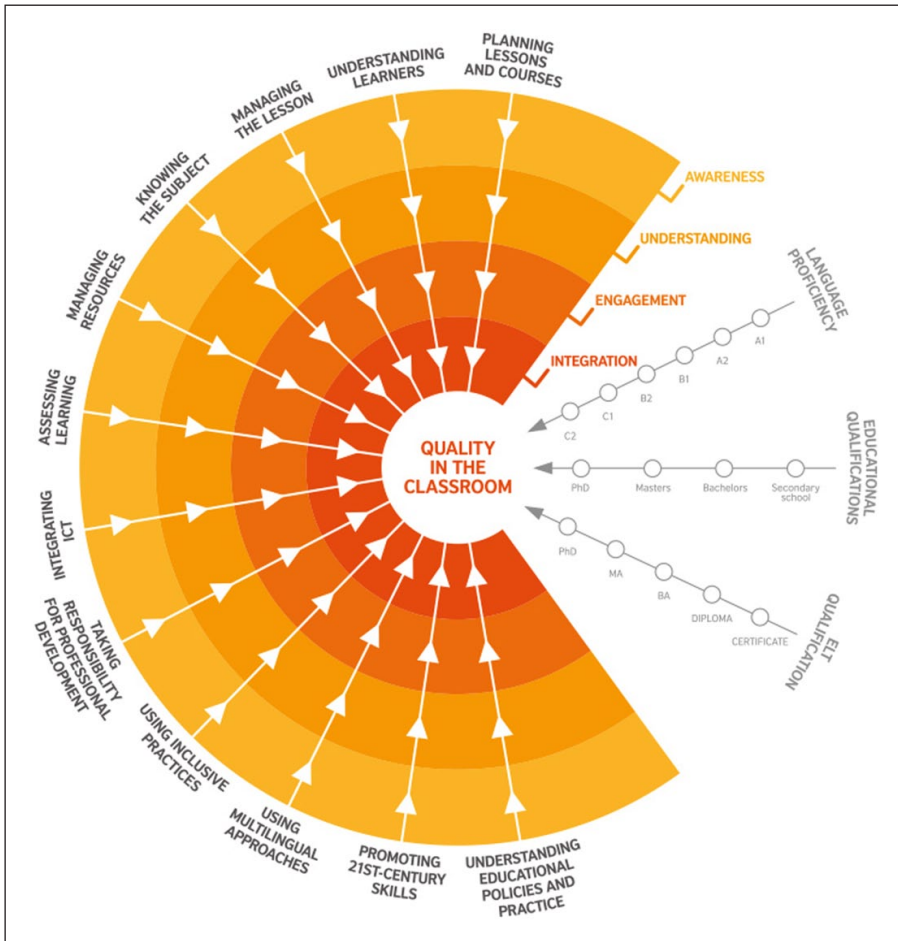 PLANNING
LESSONS
AND COURSES
UNDERSTANDING
LEARNERS
MANAGING
THE LESSON
KNOWING
THE SUBJECT
MANAGING
RESOURCES
ASSESSING
LEARNING
INTEGRATING
ICT
TAKING
RESPONSIBILITY
FOR PROFESSIONAL
DEVELOPMENT
USING INCLUSIVE
PRACTICES
USING
MULTILINGUAL
APPROACHES
PROMOTING
21ST-CENTURY
SKILLS
UNDERSTANDING
EDUCATIONAL
POLICIES AND
PRACTICE
AWARENESS
UNDERSTANDING
ENGAGEMENT
INTEGRATION
QUALITY
IN THE
CLASSROOM
LANGUAGE
PROFICIENCY
A1
A2
B1
B2
C1
C2
EDUCATIONAL
QUALIFICATIONS
PhD
Masters
Bachelors
Secondary
school
ELT
QUALIFICATION
PhD
MA
BA
DIPLOMA
CERTIFICATE